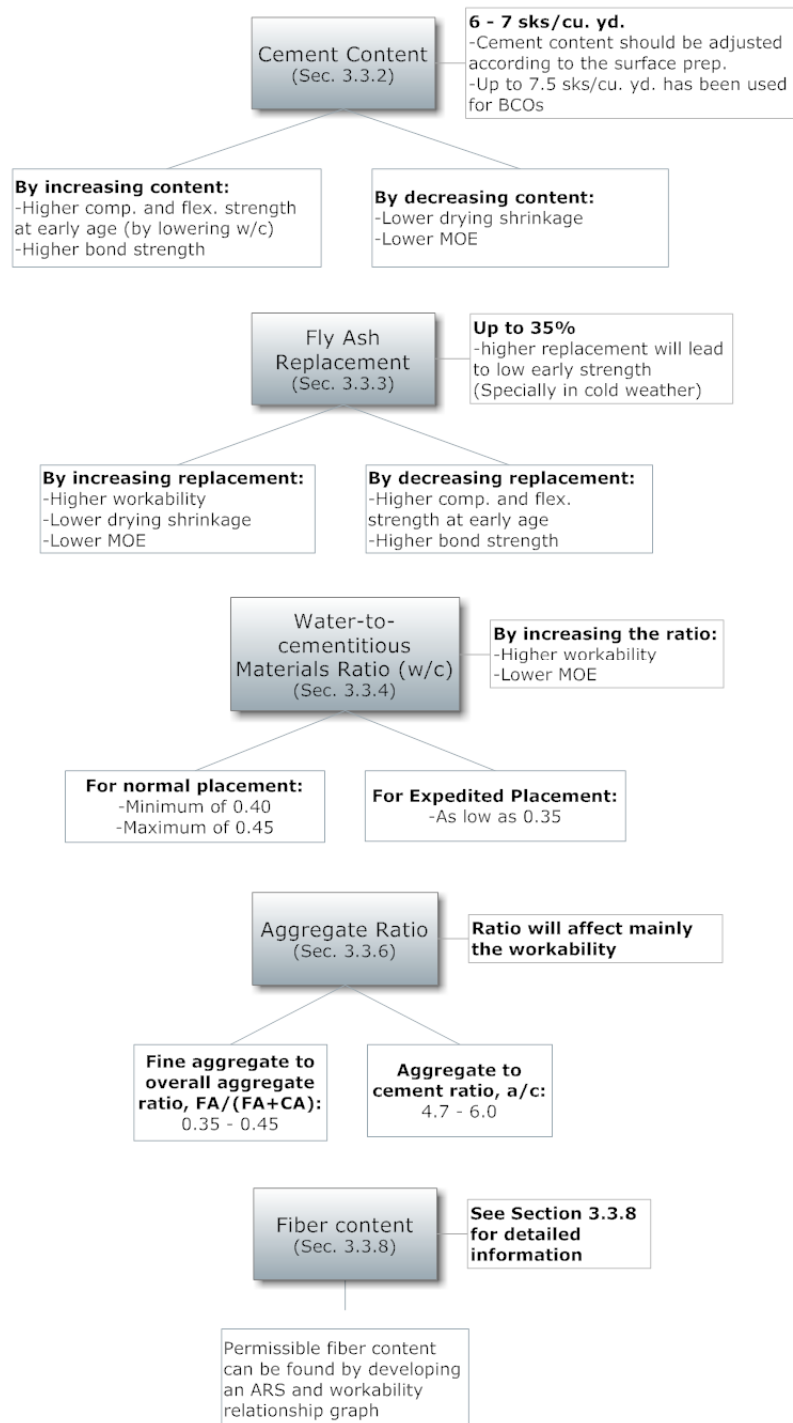 Cement Content
(Sec. 3.3.2)
6 - 7 sks/cu. yd.
-Cement content should be adjusted
according to the surface prep.
-Up to 7.5 sks/cu. yd. has been used
for BCOs
By increasing content:
-Higher comp. and flex. strength
at early age (by lowering w/c)
-Higher bond strength
By decreasing content:
-Lower drying shrinkage
-Lower MOE
Fly Ash
Replacement
(Sec. 3.3.3)
Up to 35%
-higher replacement will lead
to low early strength
(Specially in cold weather)
By increasing replacement:
-Higher workability
-Lower drying shrinkage
-Lower MOE
By decreasing replacement:
-Higher comp. and flex.
strength at early age
-Higher bond strength
Water-to-
cementitious
Materials Ratio (w/c)
(Sec. 3.3.4)
By increasing the ratio:
-Higher workability
-Lower MOE
For normal placement:
-Minimum of 0.40
-Maximum of 0.45
For Expedited Placement:
-As low as 0.35
Aggregate Ratio
(Sec. 3.3.6)
Ratio will affect mainly
the workability
Fine aggregate to
overall aggregate
ratio, FA/(FA+CA):
0.35 - 0.45
Aggregate to
cement ratio, a/c:
4.7 - 6.0
Fiber content
(Sec. 3.3.8)
See Section 3.3.8
for detailed
information
Permissible fiber content
can be found by developing
an ARS and workability
relationship graph